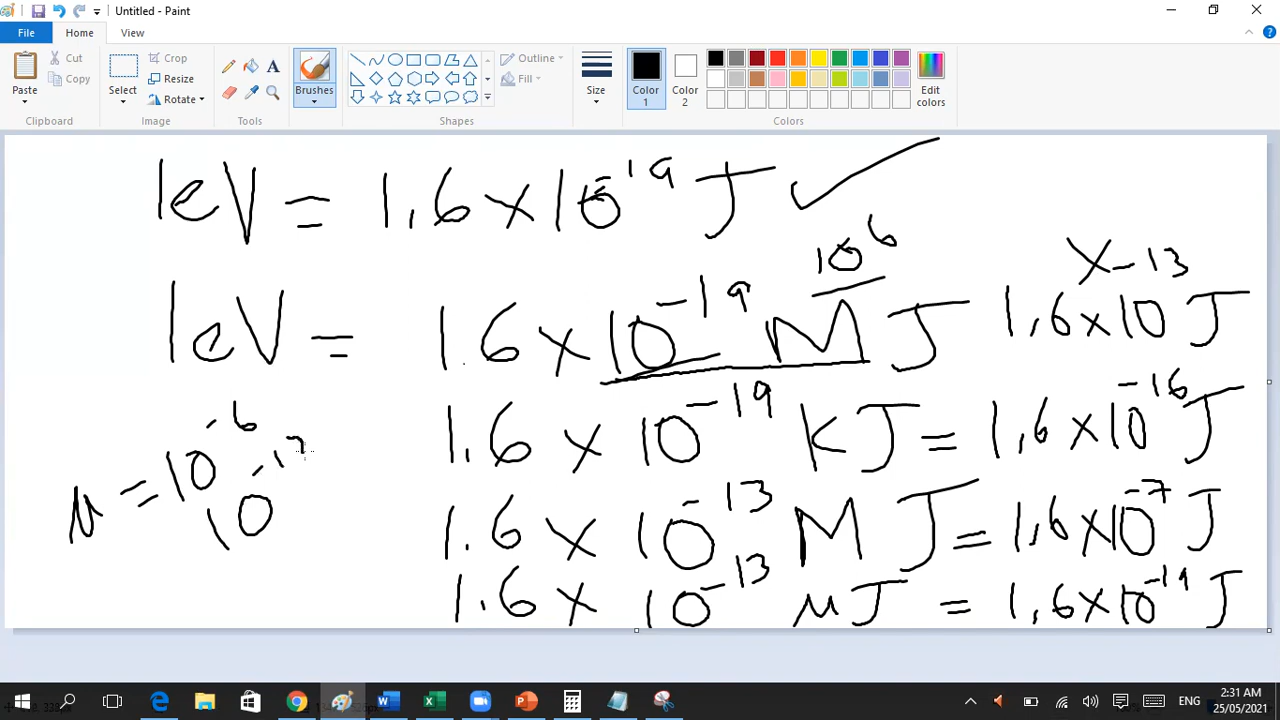 Untitled - Paint
File Home View
Paste Cut Copy Select Crop Resize Rotate Brushes Outline Fill Size Color 1 Color 2 Edit colors
Clipboard Image Tools Shapes Colors
1eV = 1.6 x 10^-19 J ✓
10^6
x -13
1eV = 1.6 x 10^-19 M J 1.6 x 10 J
1.6 x 10^-19 KJ = 1.6 x 10^-16 J
μ = 10^-6
10^-13
1.6 x 10^-13 MJ = 1.6 x 10^-7 J
1.6 x 10^-13 μJ = 1.6 x 10^-19 J
ENG 2:31 AM
25/05/2021